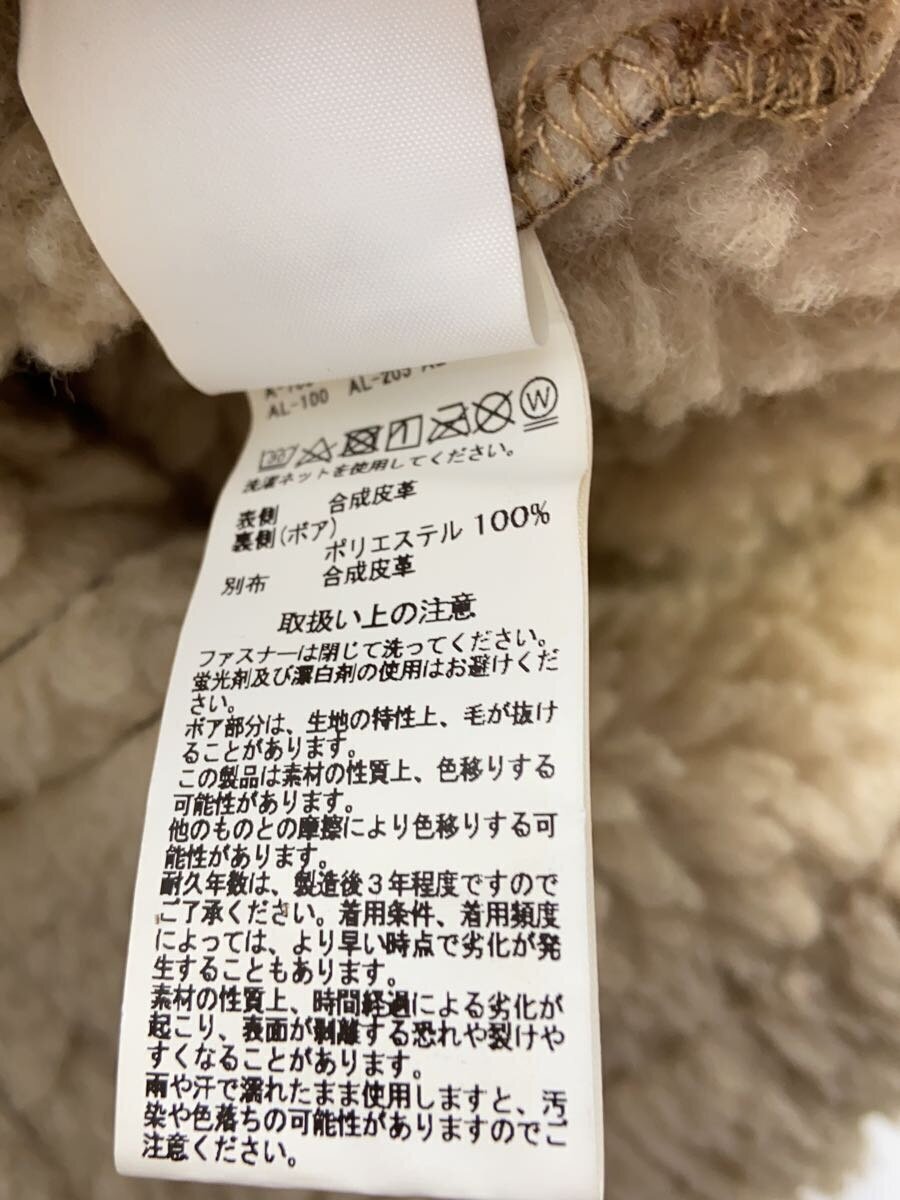 AL-100 AL-205
30
W
洗濯ネットを使用してください。
表側 合成皮革
裏側(ボア)
ポリエステル 100%
別布 合成皮革
取扱い上の注意
ファスナーは閉じて洗ってください。
蛍光剤及び漂白剤の使用はお避けくだ
さい。
ボア部分は、生地の特性上、毛が抜け
ることがあります。
この製品は素材の性質上、色移りする
可能性があります。
他のものとの摩擦により色移りする可
能性があります。
耐久年数は、製造後3年程度ですので
ご了承ください。着用条件、着用頻度
によっては、より早い時点で劣化が発
生することもあります。
素材の性質上、時間経過による劣化が
起こり、表面が剥離する恐れや裂けや
すくなることがあります。
雨や汗で濡れたまま使用しますと、汚
染や色落ちの可能性がありますのでご
注意ください。